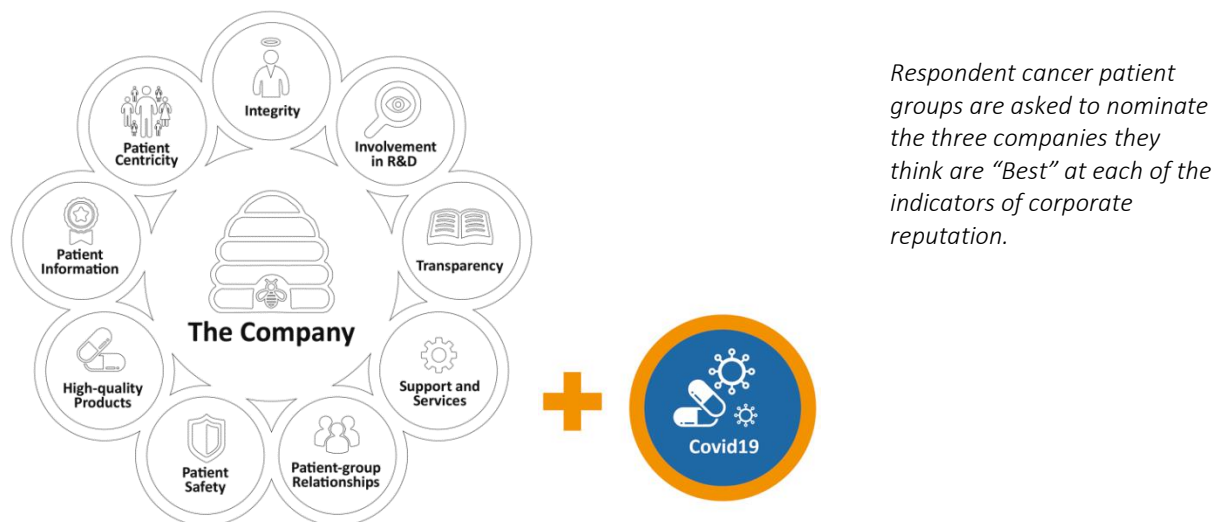 Integrity
Involvement
in R&D
Transparency
Support and
Services
Patient-group
Relationships
Patient
Safety
High-quality
Products
Patient
Information
Patient
Centricity
The Company
Covid19
Respondent cancer patient
groups are asked to nominate
the three companies they
think are “Best” at each of the
indicators of corporate
reputation.